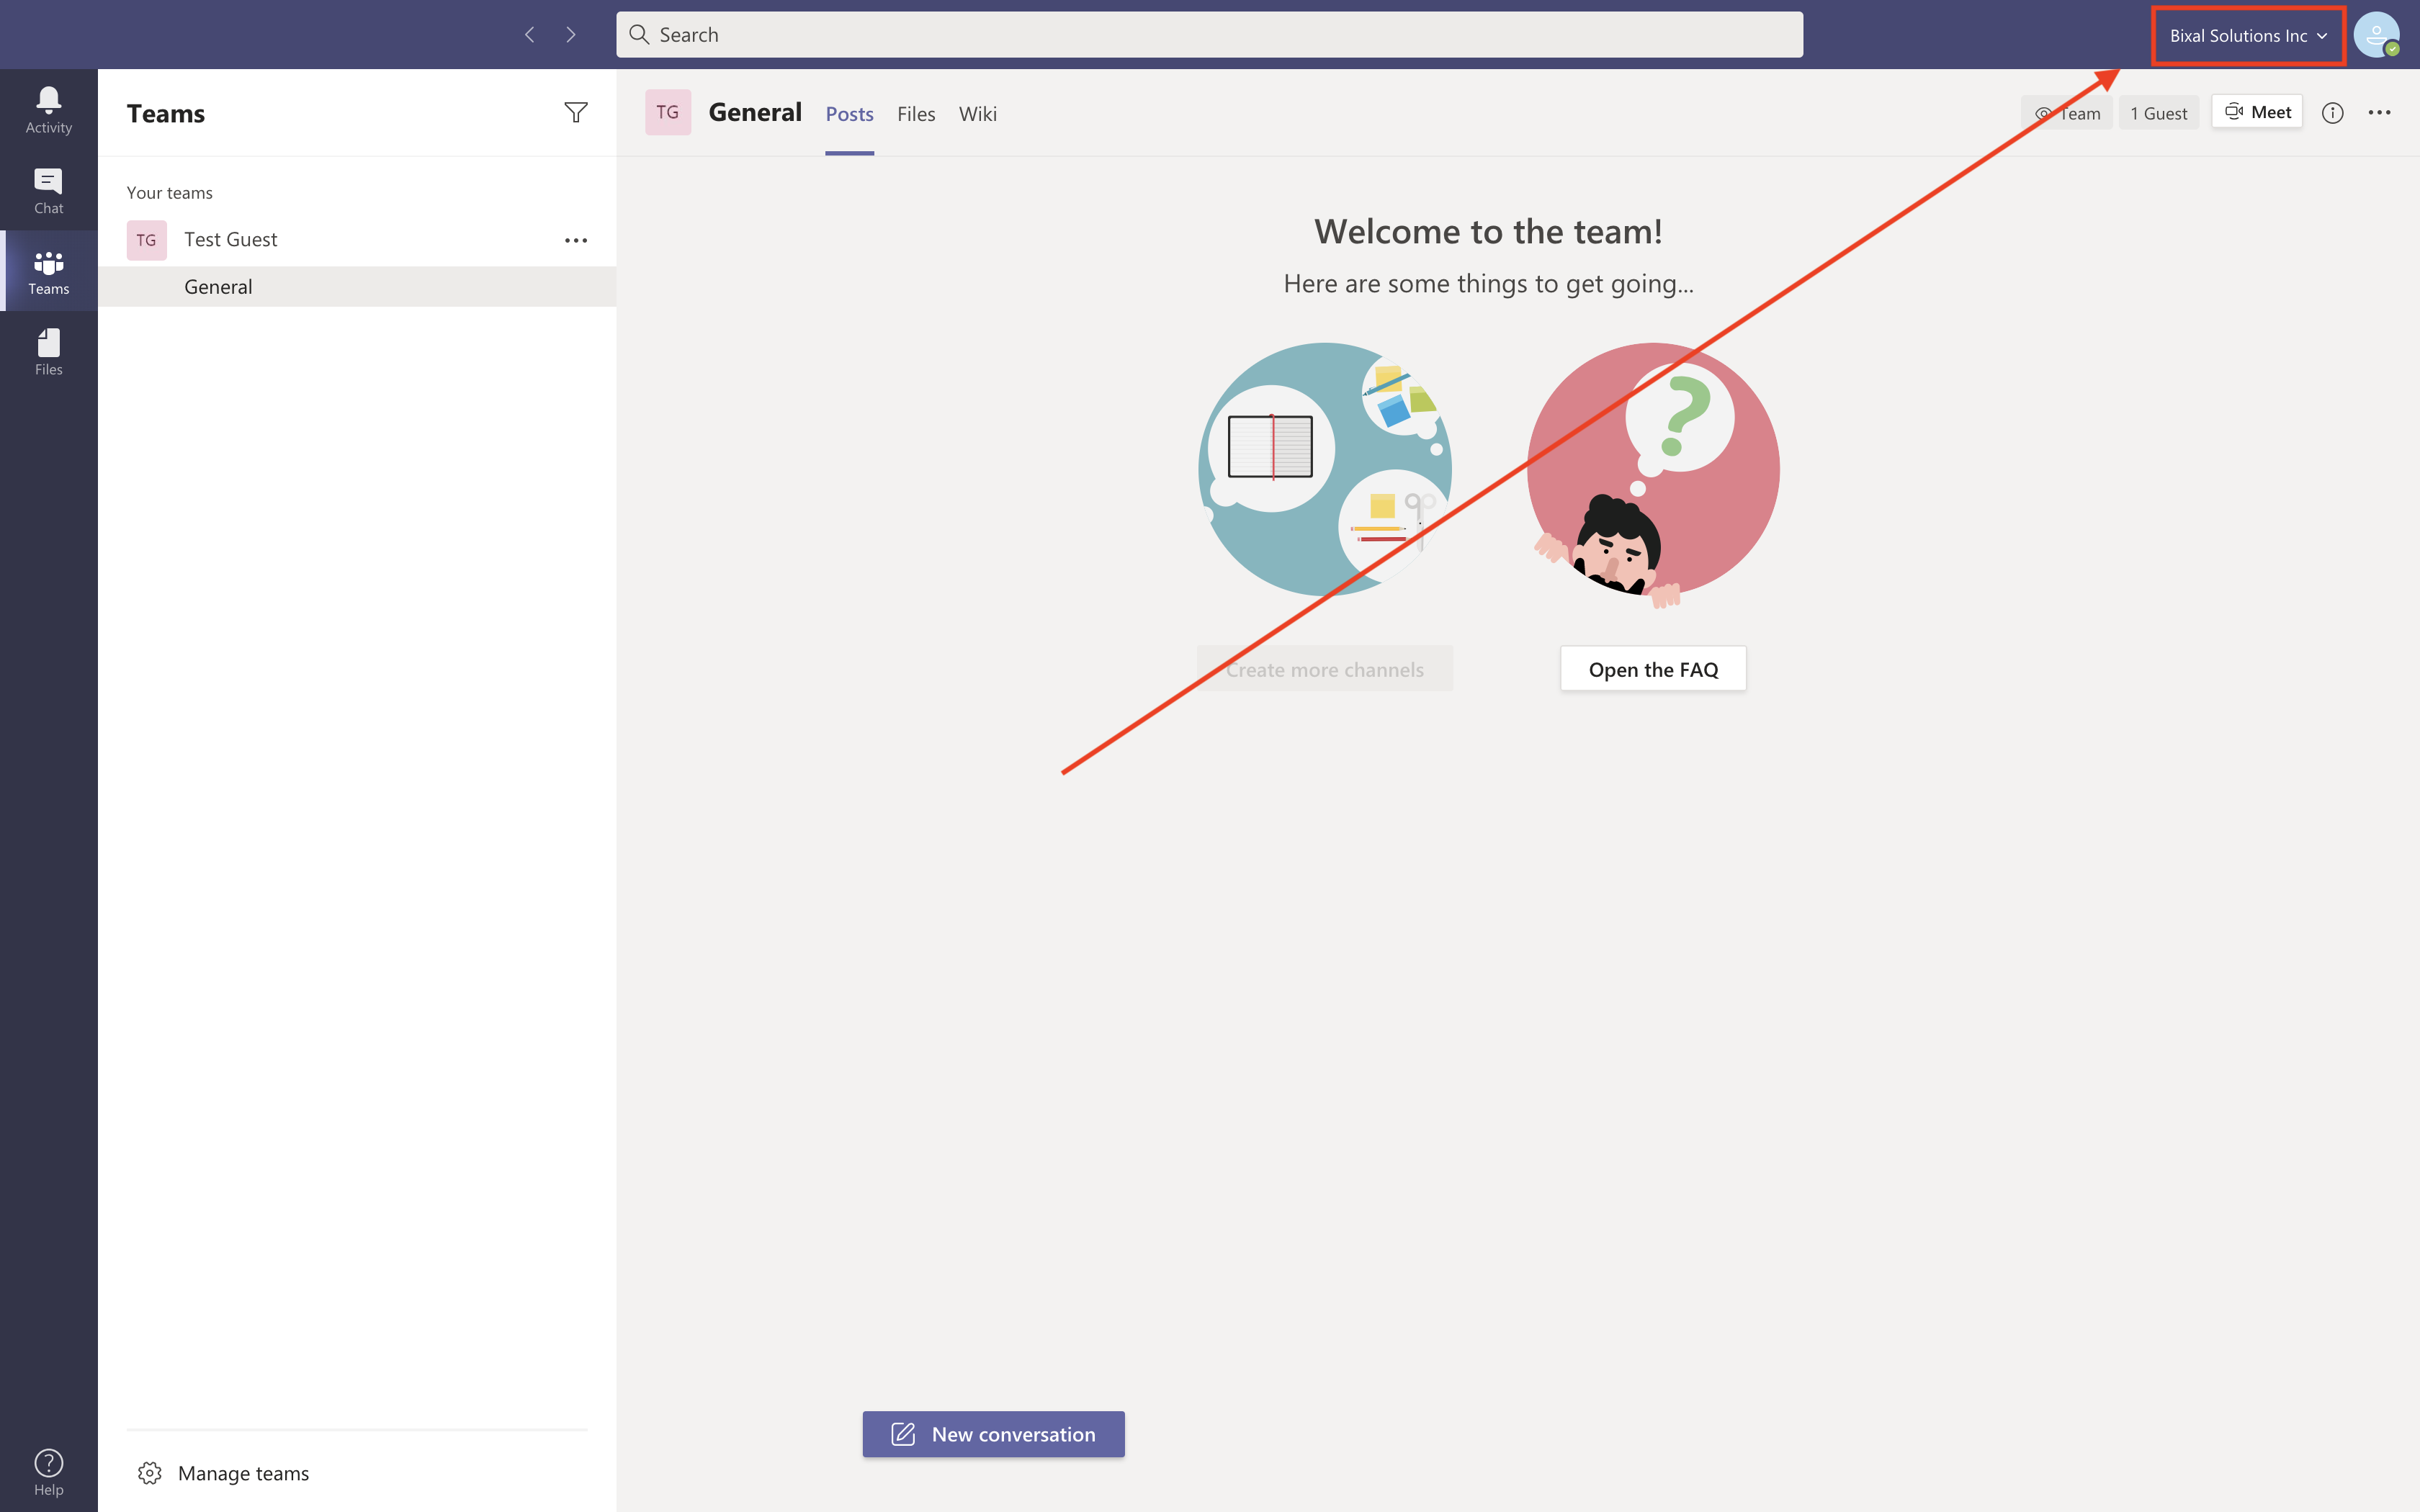 Search
Bixal Solutions Inc
Activity
Chat
Teams
Files
Help
Teams
Your teams
TG
Test Guest
General
Manage teams
TG
General
Posts
Files
Wiki
Team
1 Guest
Meet
Welcome to the team!
Here are some things to get going...
Create more channels
Open the FAQ
New conversation